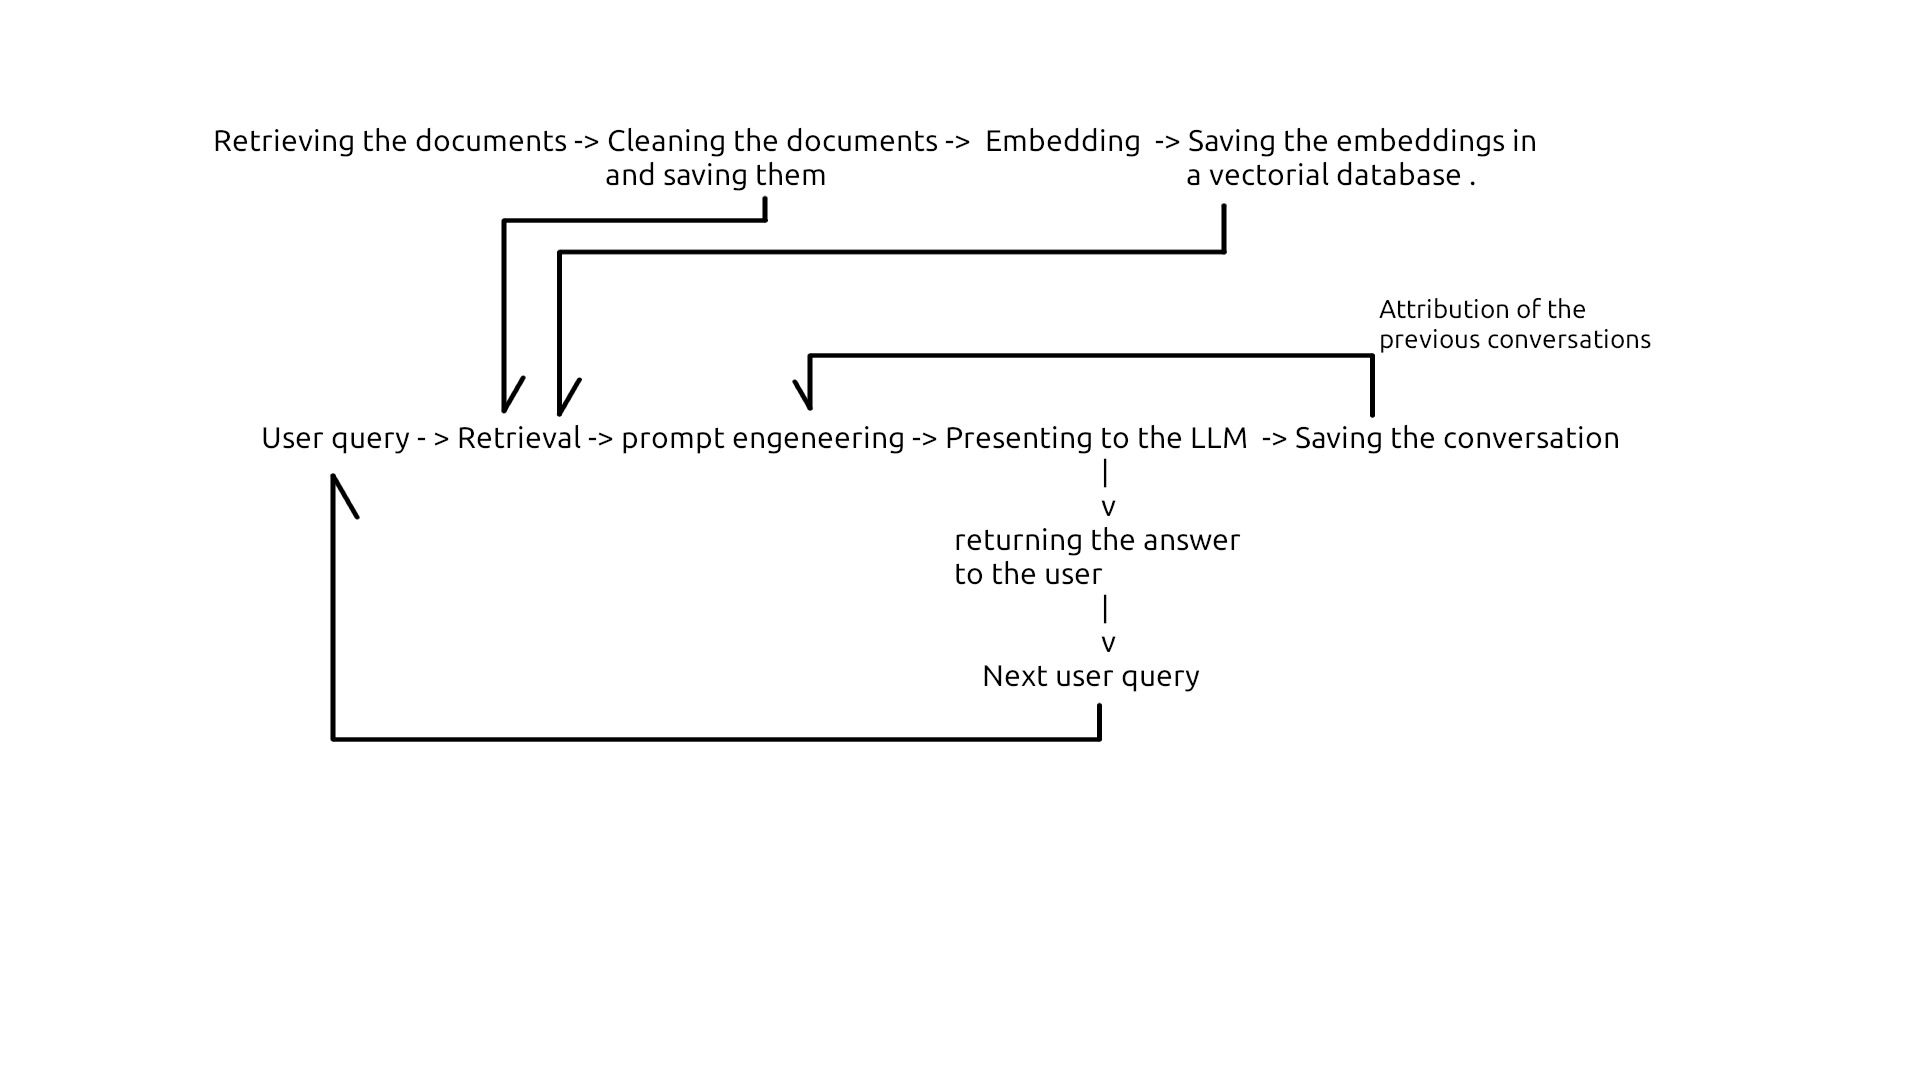 Retrieving the documents -> Cleaning the documents -> Embedding -> Saving the embeddings in
and saving them a vectorial database .
Attribution of the
previous conversations
User query - > Retrieval -> prompt engeneering -> Presenting to the LLM -> Saving the conversation
|
v
returning the answer
to the user
|
v
Next user query